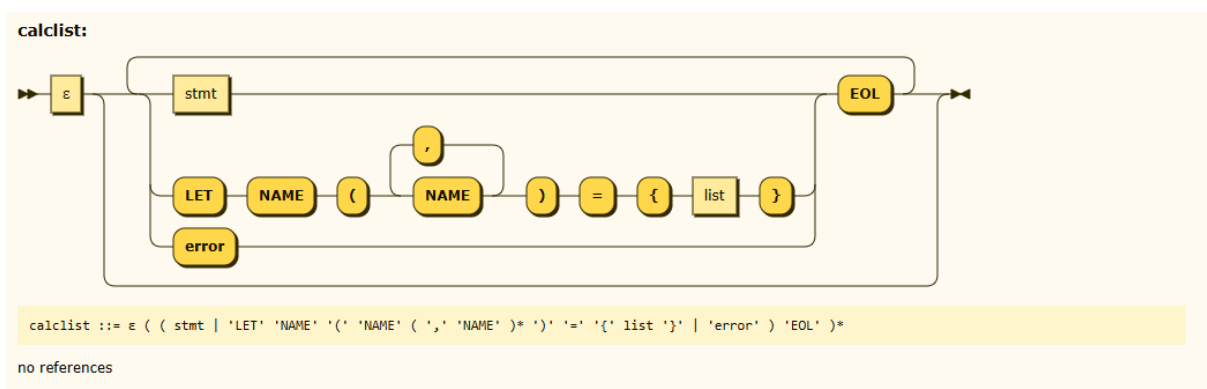 calclist:
ε stmt EOL
,
LET NAME ( NAME ) = { list }
error
calclist ::= ε ( ( stmt | 'LET' 'NAME' '(' 'NAME' ( ',' 'NAME' )* ')' '=' '{' list '}' | 'error' ) 'EOL' )*
no references